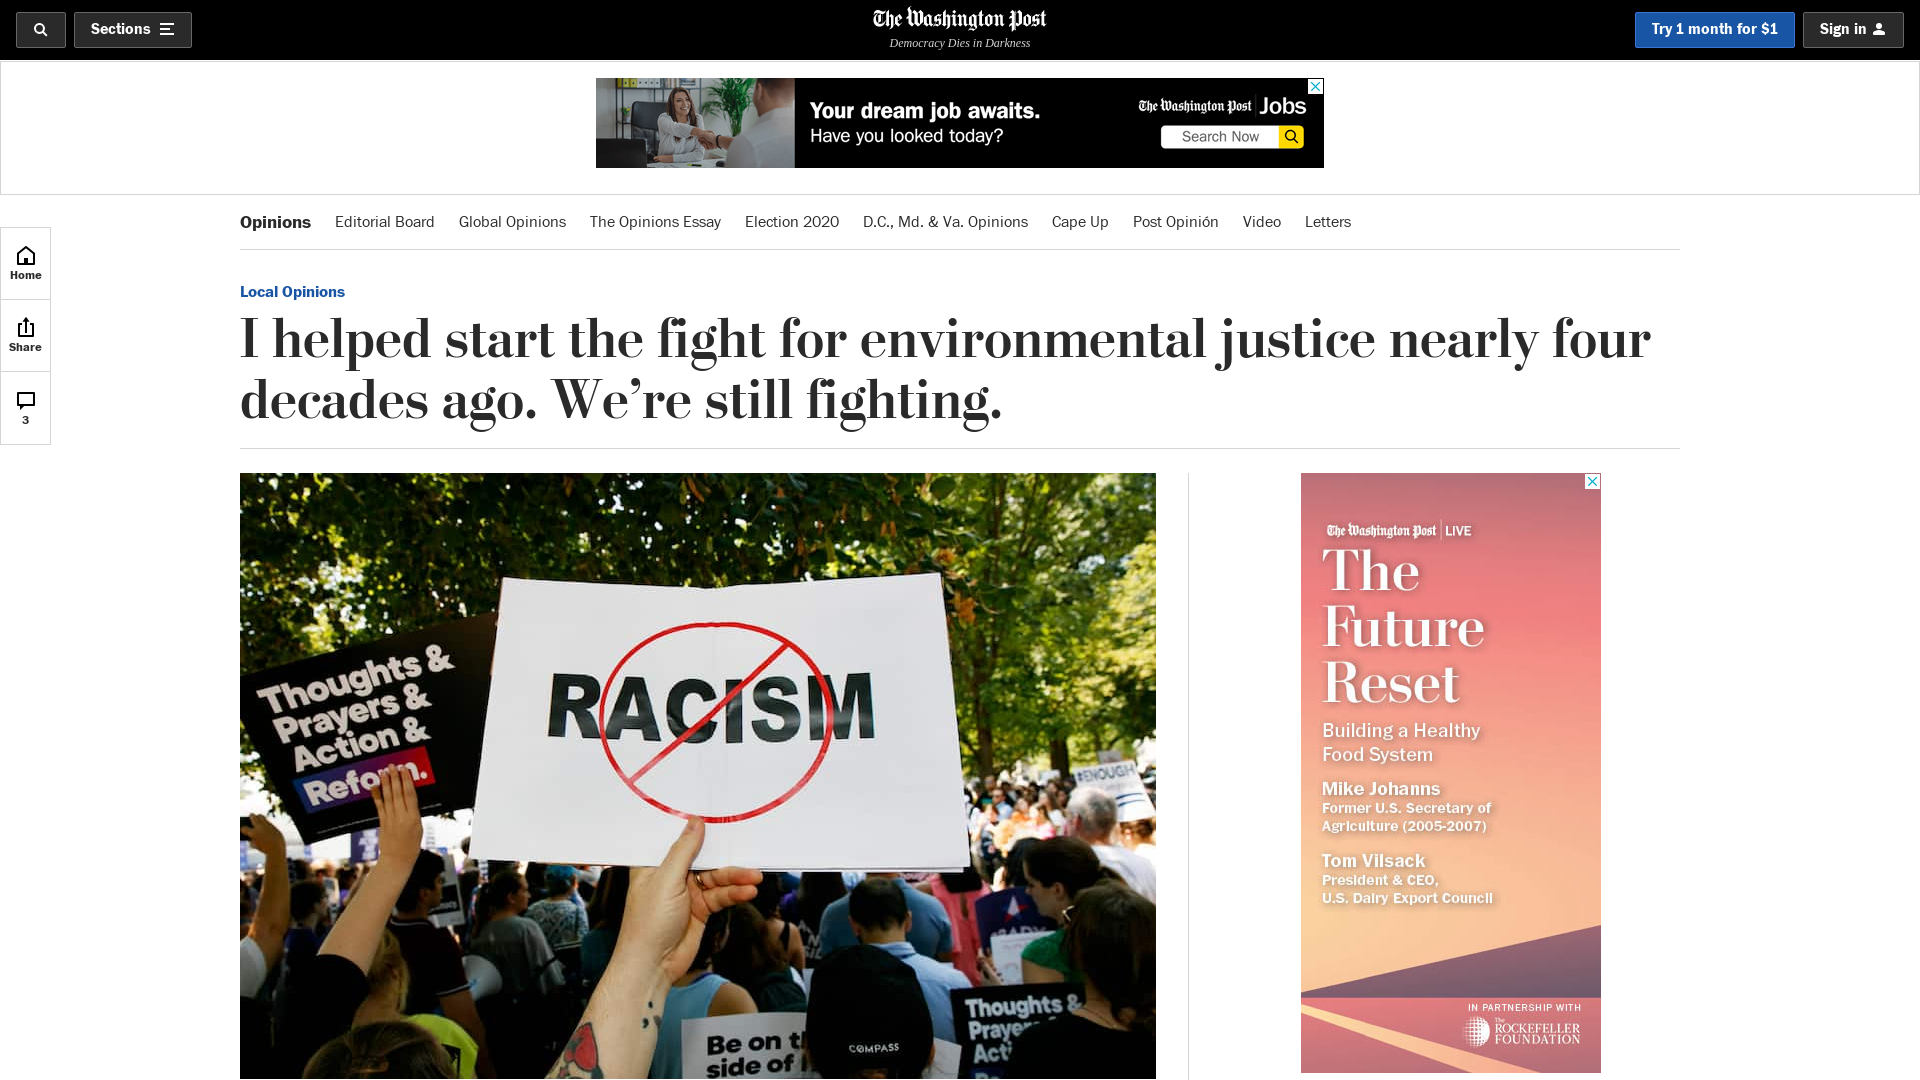 Sections
The Washington Post
Democracy Dies in Darkness
Try 1 month for $1
Sign in
Your dream job awaits.
Have you looked today?
The Washington Post Jobs
Search Now
Opinions Editorial Board Global Opinions The Opinions Essay Election 2020 D.C., Md. & Va. Opinions Cape Up Post Opinión Video Letters
Home
Share
3
Local Opinions
I helped start the fight for environmental justice nearly four
decades ago. We’re still fighting.
Thoughts &
Prayers &
Action &
Reform.
RACISM
#ENOUGH
Be on th
side of
COMPASS
Thoughts &
Praye
Acti
The Washington Post LIVE
The
Future
Reset
Building a Healthy
Food System
Mike Johanns
Former U.S. Secretary of
Agriculture (2005-2007)
Tom Vilsack
President & CEO,
U.S. Dairy Export Council
IN PARTNERSHIP WITH
The
ROCKEFELLER
FOUNDATION